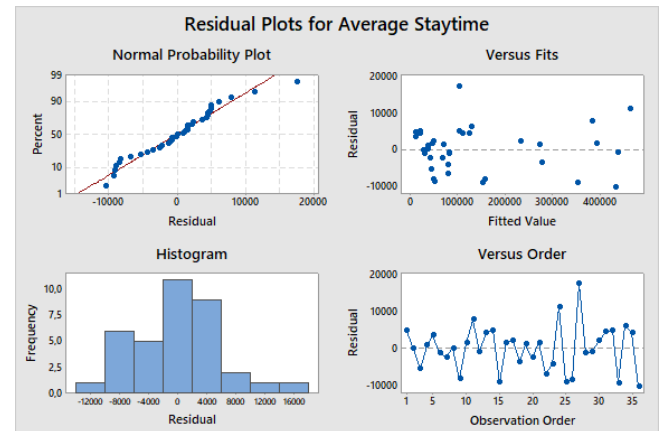 Residual Plots for Average Staytime
Normal Probability Plot
99
90
50
10
1
Percent
-10000 0 10000 20000
Residual
Versus Fits
20000
10000
0
-10000
Residual
0 100000 200000 300000 400000
Fitted Value
Histogram
10,0
7,5
5,0
2,5
0,0
Frequency
-12000 -8000 -4000 0 4000 8000 12000 16000
Residual
Versus Order
20000
10000
0
-10000
Residual
1 5 10 15 20 25 30 35
Observation Order